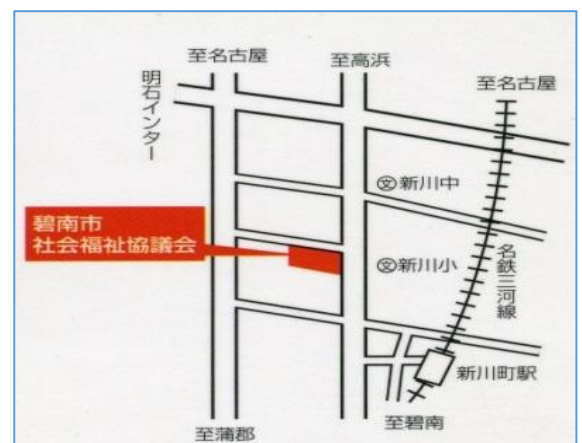 至名古屋
至高浜
至名古屋
明石インター
㊫新川中
碧南市
社会福祉協議会
㊫新川小
名鉄三河線
新川町駅
至碧南
至蒲郡